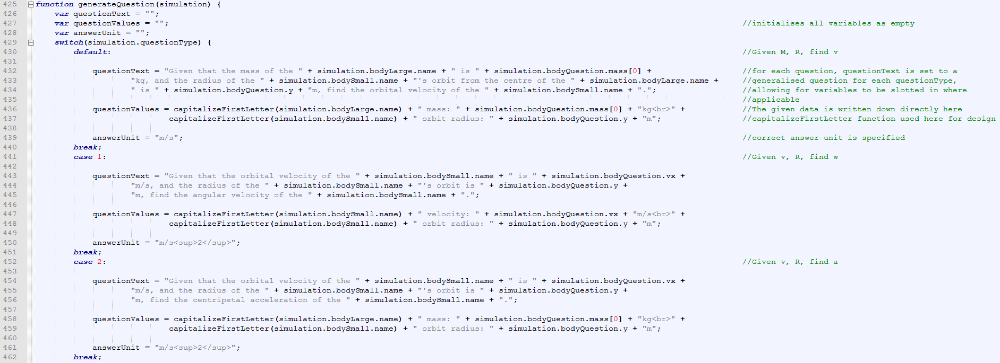 425 function generateQuestion(simulation) {
426 var questionText = "";
427 var questionValues = ""; //initialises all variables as empty
428 var answerUnit = "";
429 switch(simulation.questionType) {
430 default: //Given M, R, find v
431
432 questionText = "Given that the mass of the " + simulation.bodyLarge.name + " is " + simulation.bodyQuestion.mass[0] + //for each question, questionText is set to a
433 "kg, and the radius of the " + simulation.bodySmall.name + "'s orbit from the centre of the " + simulation.bodyLarge.name + //generalised question for each questionType,
434 " is " + simulation.bodyQuestion.y + "m, find the orbital velocity of the " + simulation.bodySmall.name + "."; //allowing for variables to be slotted in where
435 //applicable
436 questionValues = capitalizeFirstLetter(simulation.bodyLarge.name) + " mass: " + simulation.bodyQuestion.mass[0] + "kg<br>" + //The given data is written down directly here
437 capitalizeFirstLetter(simulation.bodySmall.name) + " orbit radius: " + simulation.bodyQuestion.y + "m"; //capitalizeFirstLetter function used here for design
438
439 answerUnit = "m/s"; //correct answer unit is specified
440 break;
441 case 1: //Given v, R, find w
442
443 questionText = "Given that the orbital velocity of the " + simulation.bodySmall.name + " is " + simulation.bodyQuestion.vx +
444 "m/s, and the radius of the " + simulation.bodySmall.name + "'s orbit is " + simulation.bodyQuestion.y +
445 "m, find the angular velocity of the " + simulation.bodySmall.name + ".";
446
447 questionValues = capitalizeFirstLetter(simulation.bodySmall.name) + " velocity: " + simulation.bodyQuestion.vx + "m/s<br>" +
448 capitalizeFirstLetter(simulation.bodySmall.name) + " orbit radius: " + simulation.bodyQuestion.y + "m";
449
450 answerUnit = "m/s<sup>2</sup>";
451 break;
452 case 2: //Given v, R, find a
453
454 questionText = "Given that the orbital velocity of the " + simulation.bodySmall.name + " is " + simulation.bodyQuestion.vx +
455 "m/s, and the radius of the " + simulation.bodySmall.name + "'s orbit is " + simulation.bodyQuestion.y +
456 "m, find the centripetal acceleration of the " + simulation.bodySmall.name + ".";
457
458 questionValues = capitalizeFirstLetter(simulation.bodyLarge.name) + " mass: " + simulation.bodyQuestion.mass[0] + "kg<br>" +
459 capitalizeFirstLetter(simulation.bodySmall.name) + " orbit radius: " + simulation.bodyQuestion.y + "m";
460
461 answerUnit = "m/s<sup>2</sup>";
462 break;